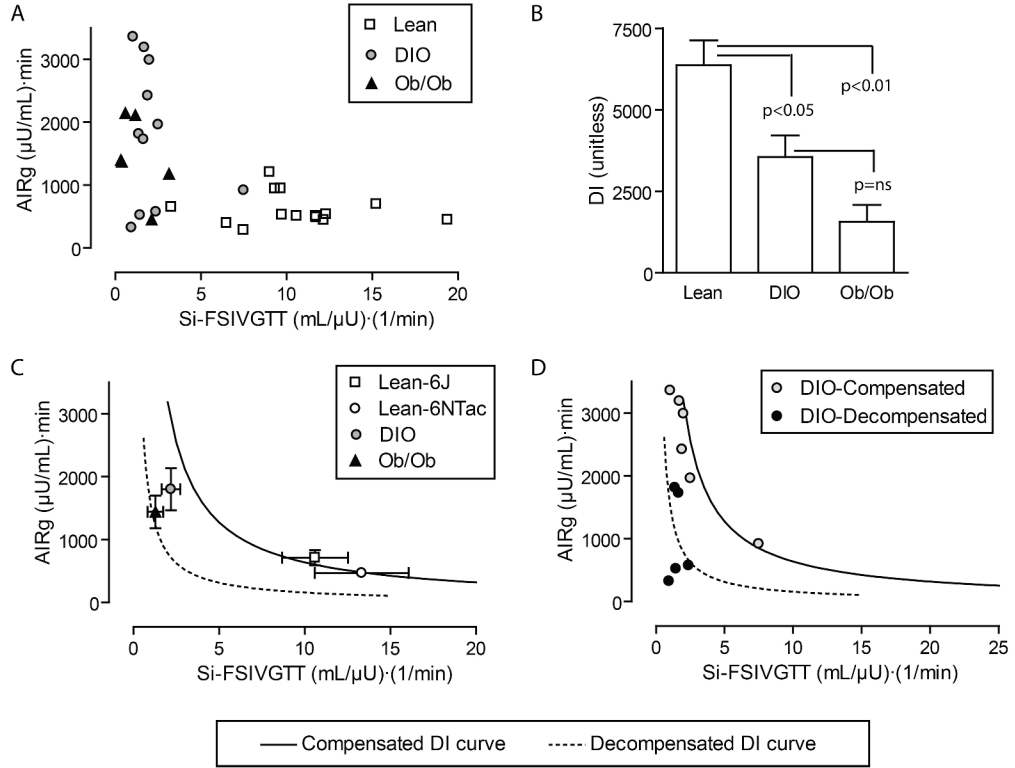 A
AIRg (µU/mL)·min
3000
2000
1000
0
0 5 10 15 20
Si-FSIVGTT (mL/µU)·(1/min)
Lean
DIO
Ob/Ob
B
DI (unitless)
7500
5000
2500
0
p<0.01
p<0.05
p=ns
Lean DIO Ob/Ob
C
AIRg (µU/mL)·min
3000
2000
1000
0
0 5 10 15 20
Si-FSIVGTT (mL/µU)·(1/min)
Lean-6J
Lean-6NTac
DIO
Ob/Ob
D
AIRg (µU/mL)·min
3000
2000
1000
0
0 5 10 15 20 25
Si-FSIVGTT (mL/µU)·(1/min)
DIO-Compensated
DIO-Decompensated
Compensated DI curve Decompensated DI curve